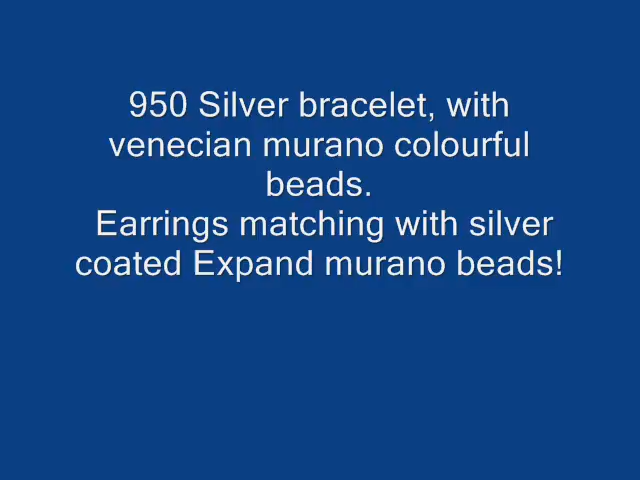 950 Silver bracelet, with
venecian murano colourful
beads.
Earrings matching with silver
coated Expand murano beads!